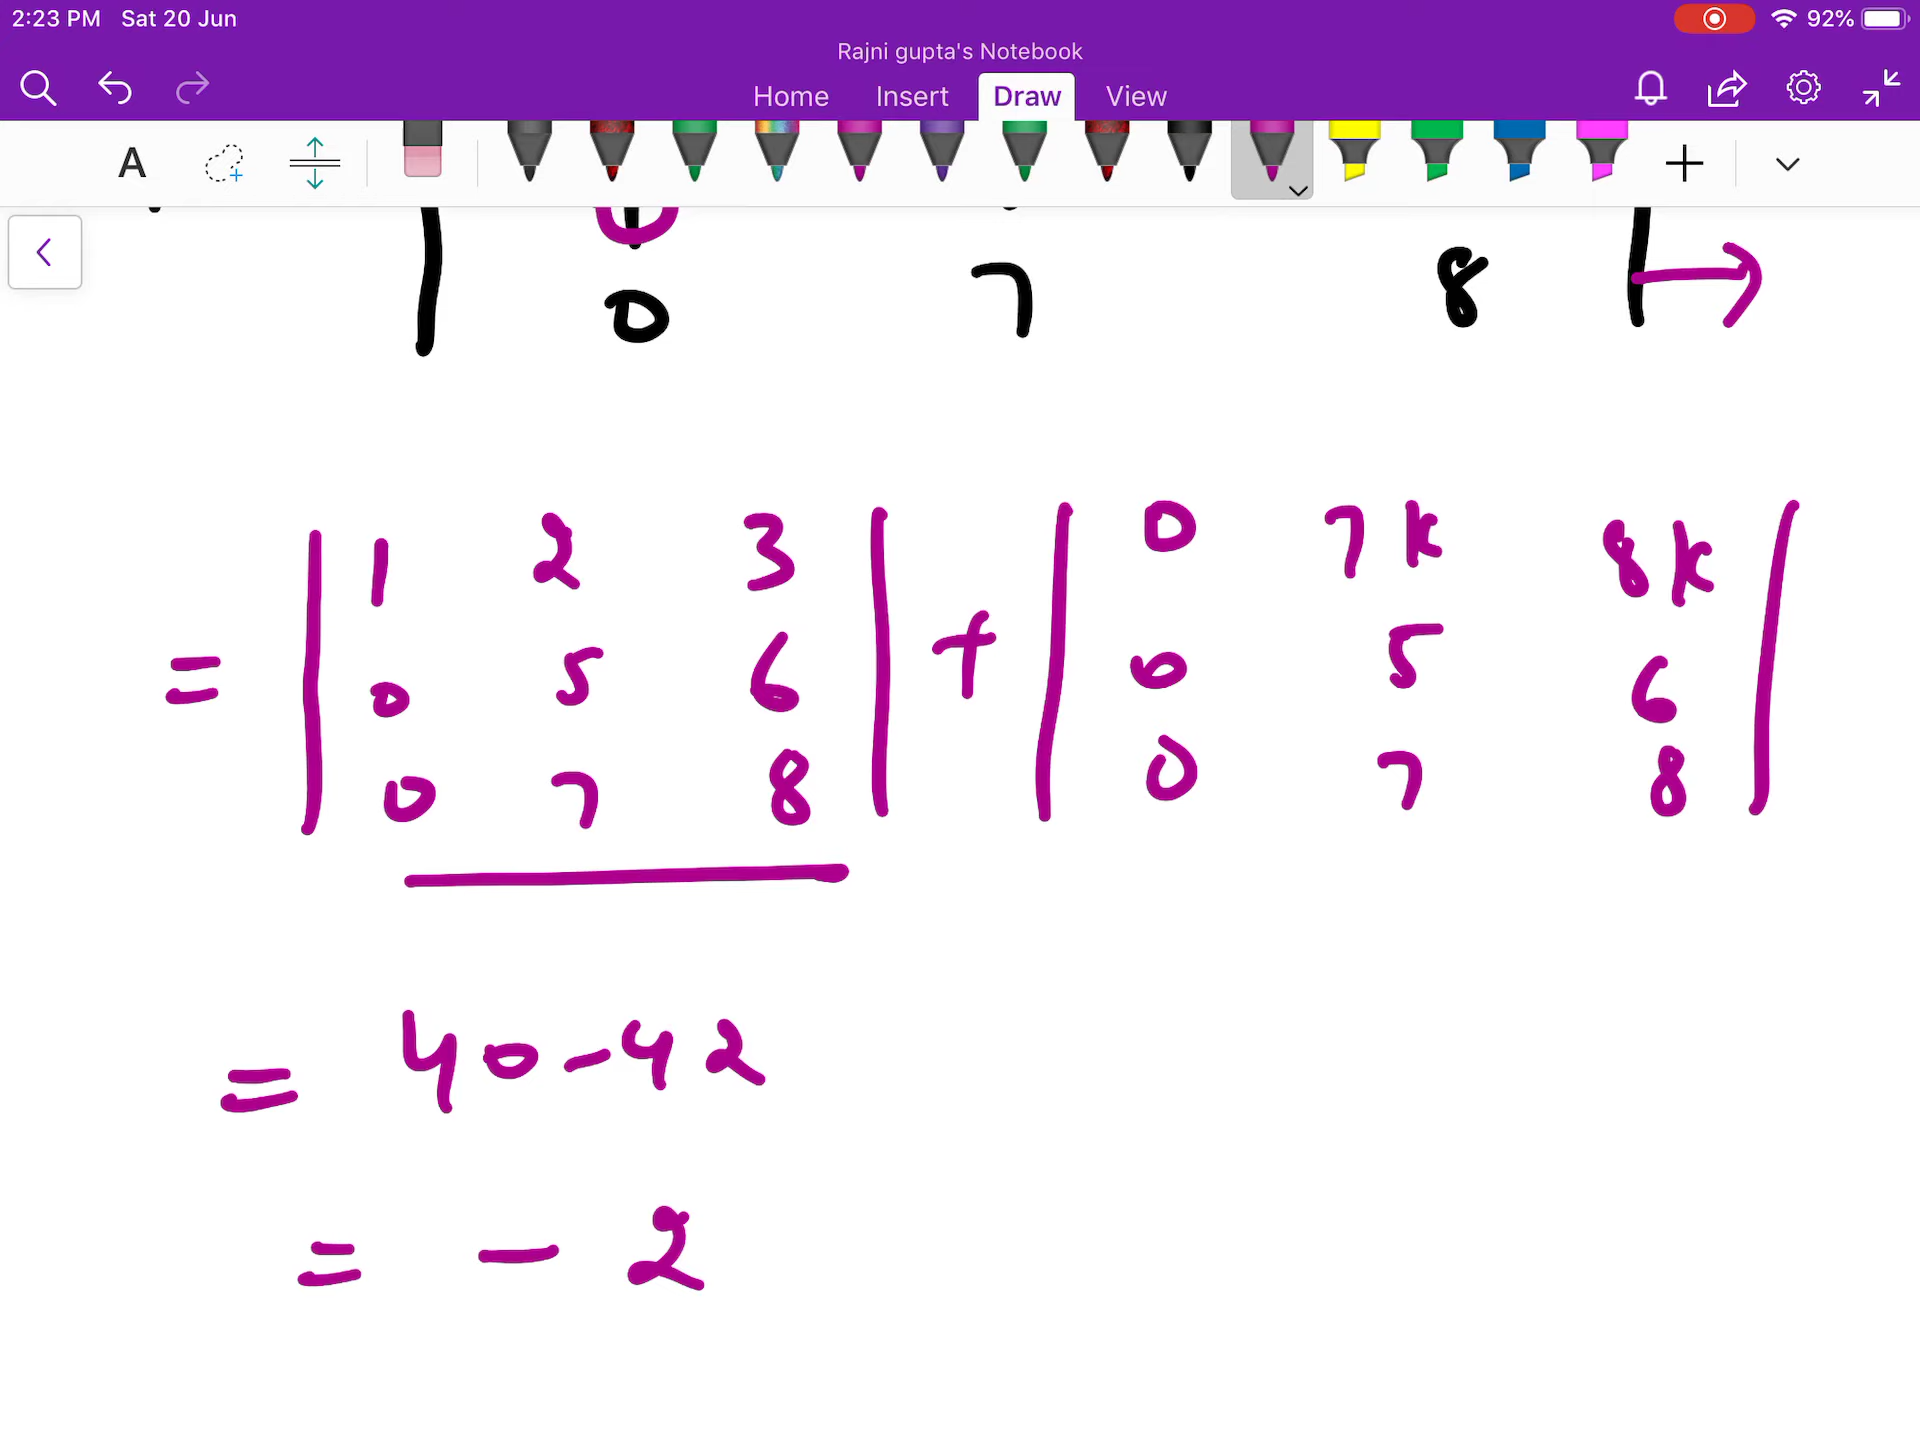 2:23 PM Sat 20 Jun 92%
Rajni gupta's Notebook
Home Insert Draw View
A
0 7 8
= | 1 2 3 | + | 0 7k 8k |
0 5 6 0 5 6
0 7 8 0 7 8
= 40-42
= - 2